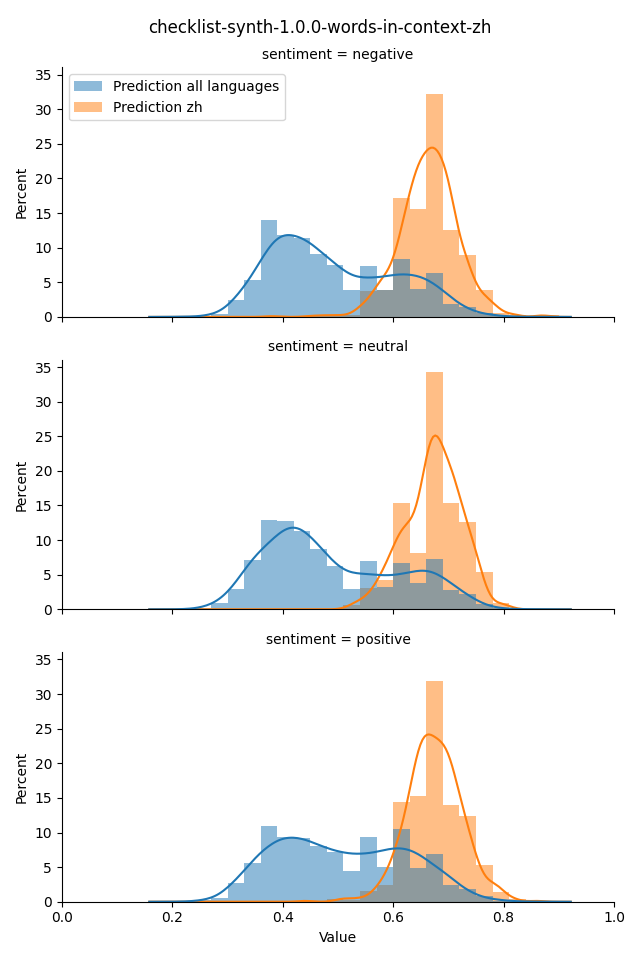 checklist-synth-1.0.0-words-in-context-zh
sentiment = negative
35
30
25
20
15
10
5
0
Percent
Prediction all languages
Prediction zh
sentiment = neutral
35
30
25
20
15
10
5
0
Percent
sentiment = positive
35
30
25
20
15
10
5
0
Percent
0.0 0.2 0.4 0.6 0.8 1.0
Value